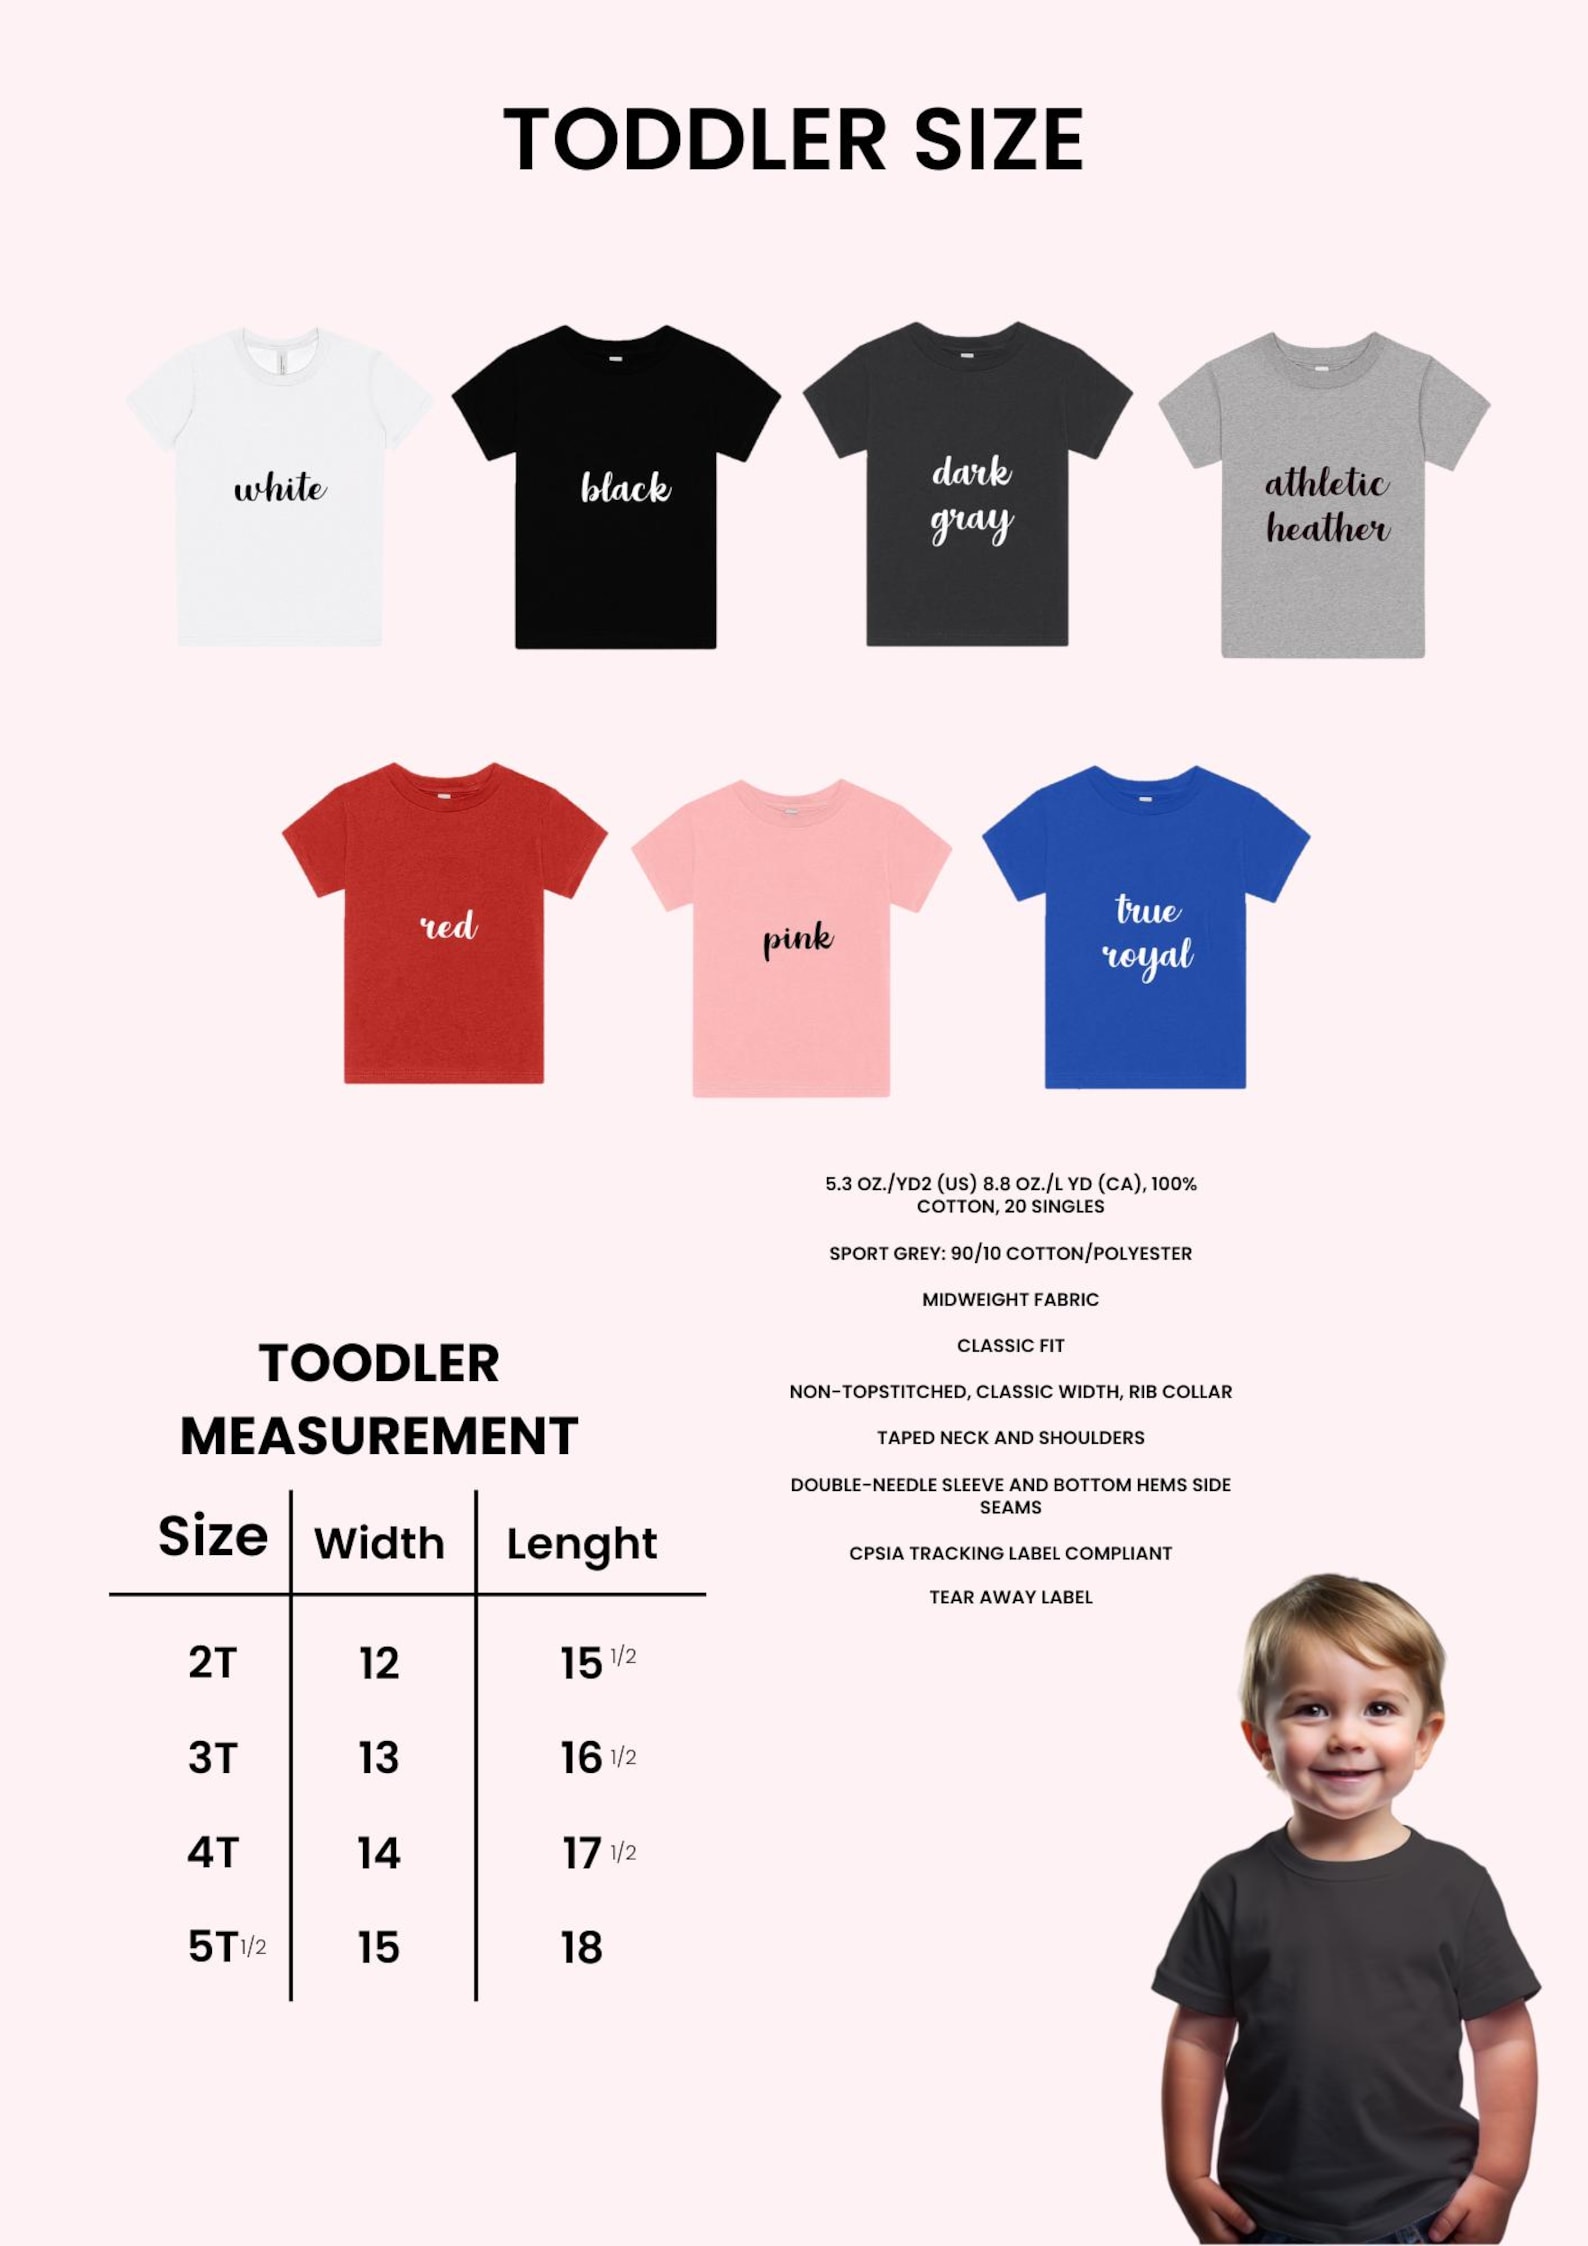 TODDLER SIZE
white
black
dark
gray
athletic
heather
red
pink
true
royal
5.3 OZ./YD2 (US) 8.8 OZ./L YD (CA), 100%
COTTON, 20 SINGLES
SPORT GREY: 90/10 COTTON/POLYESTER
MIDWEIGHT FABRIC
CLASSIC FIT
NON-TOPSTITCHED, CLASSIC WIDTH, RIB COLLAR
TAPED NECK AND SHOULDERS
DOUBLE-NEEDLE SLEEVE AND BOTTOM HEMS SIDE
SEAMS
CPSIA TRACKING LABEL COMPLIANT
TEAR AWAY LABEL
TOODLER
MEASUREMENT
Size Width Lenght
2T 12 15 1/2
3T 13 16 1/2
4T 14 17 1/2
5T 1/2 15 18